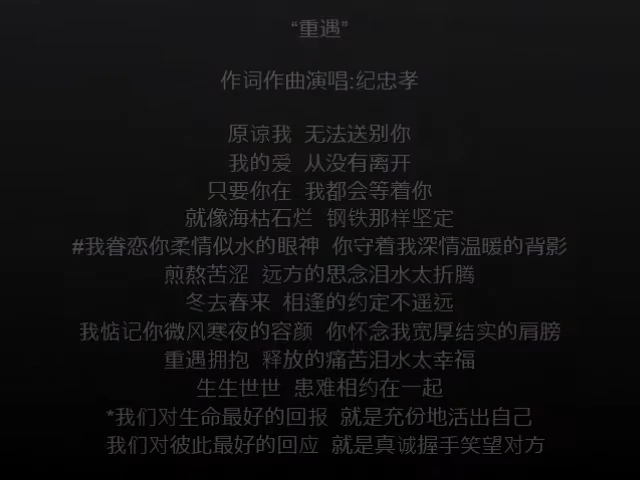 “重遇”
作词作曲演唱:纪忠孝
原谅我 无法送别你
我的爱 从没有离开
只要你在 我都会等着你
就像海枯石烂 钢铁那样坚定
#我眷恋你柔情似水的眼神 你守着我深情温暖的背影
煎熬苦涩 远方的思念泪水太折腾
冬去春来 相逢的约定不遥远
我惦记你微风寒夜的容颜 你怀念我宽厚结实的肩膀
重遇拥抱 释放的痛苦泪水太幸福
生生世世 患难相约在一起
*我们对生命最好的回报 就是充份地活出自己
我们对彼此最好的回应 就是真诚握手笑望对方